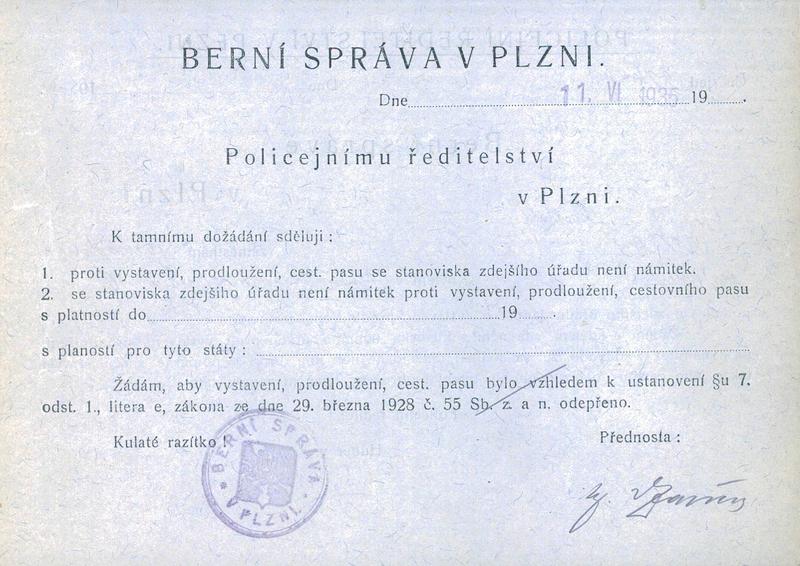 BERNÍ SPRÁVA V PLZNI.
Dne 11. VI 1935 19
Policejnímu ředitelství
v Plzni.
K tamnímu dožádání sděluji :
1. proti vystavení, prodloužení, cest. pasu se stanoviska zdejšího úřadu není námitek.
2. se stanoviska zdejšiho úřadu není námitek proti vystavení, prodloužení, cestovního pasu
s platností do 19
s plaností pro tyto státy :
Žádám, aby vystavení, prodloužení, cest. pasu bylo vzhledem k ustanovení §u 7.
odst. 1., litera e, zákona ze dne 29. března 1928 č. 55 Sb. z. a n. odepřeno.
Kulaté razítko !
Přednosta :
BERNÍ SPRÁVA
V PLZNI.